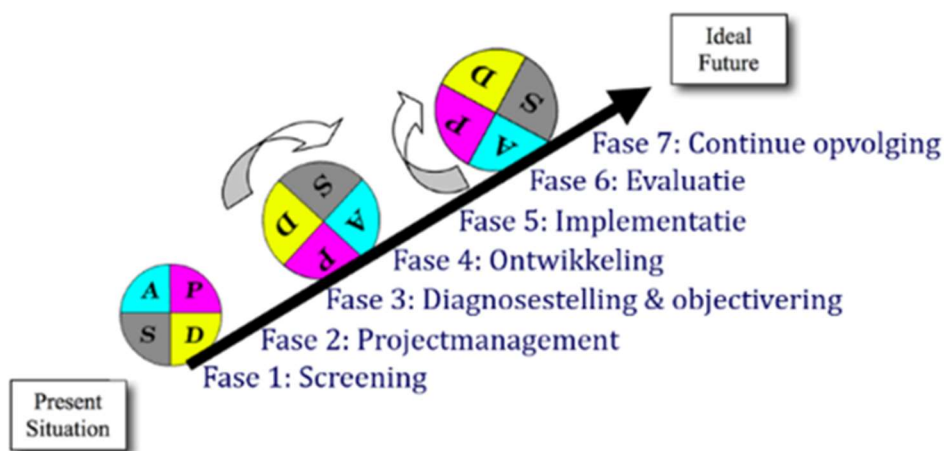 Ideal
Future
D
S
P
A
Fase 7: Continue opvolging
Fase 6: Evaluatie
S
D
A
P
Fase 5: Implementatie
Fase 4: Ontwikkeling
A P
S D
Fase 3: Diagnosestelling & objectivering
Fase 2: Projectmanagement
Fase 1: Screening
Present
Situation